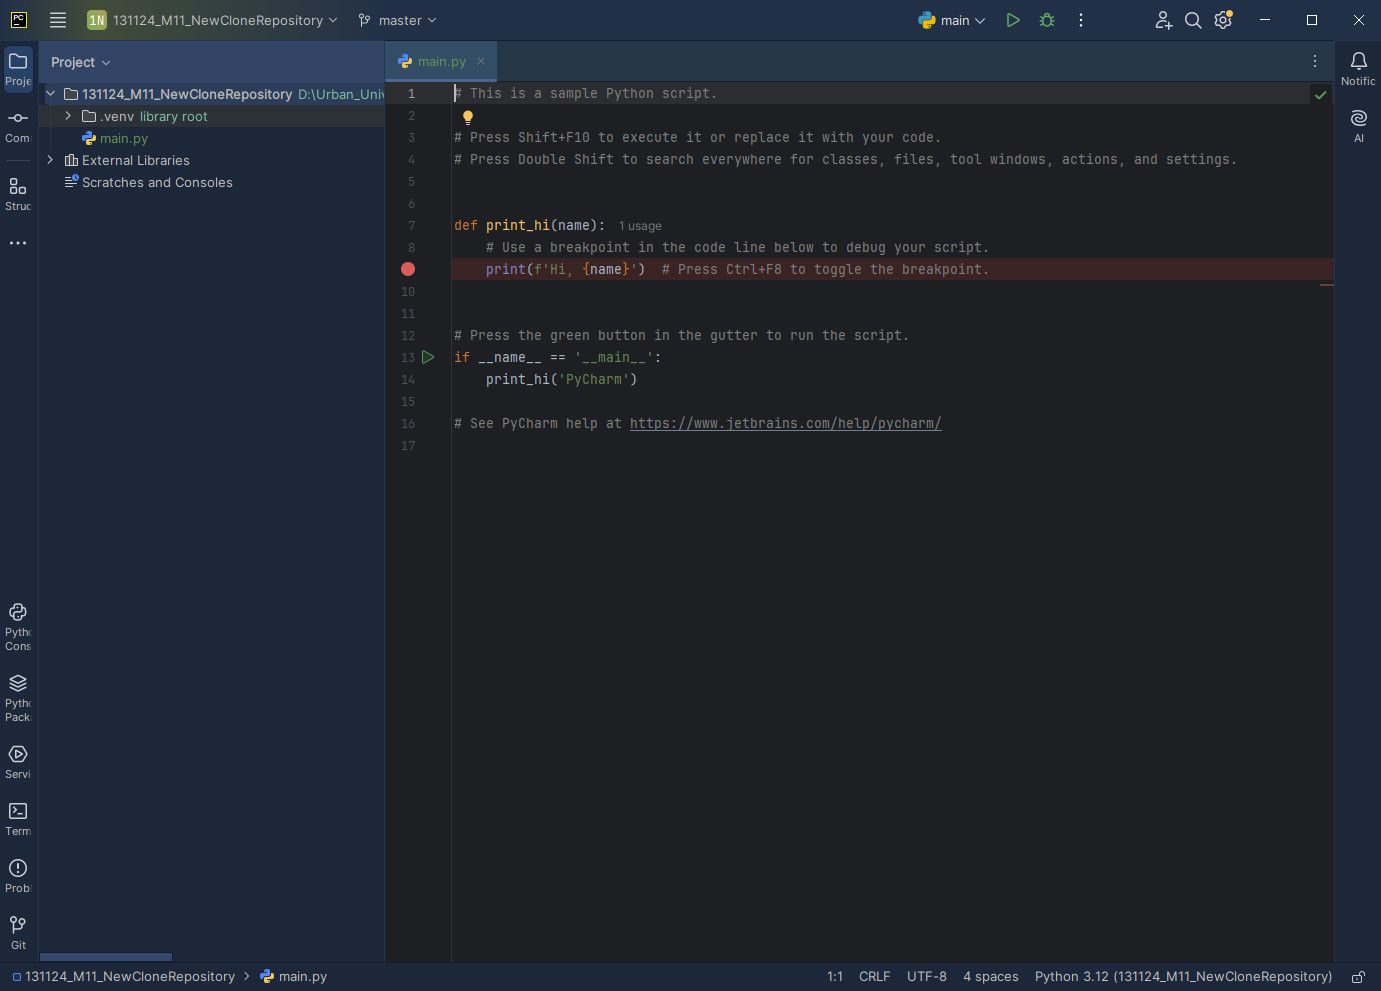 PC
1N 131124_M11_NewCloneRepository master main
Project
main.py
Proje
Com
Struc
131124_M11_NewCloneRepository D:\Urban_Univ
.venv library root
main.py
External Libraries
Scratches and Consoles
1 # This is a sample Python script.
2
3 # Press Shift+F10 to execute it or replace it with your code.
4 # Press Double Shift to search everywhere for classes, files, tool windows, actions, and settings.
5
6
7 def print_hi(name): 1 usage
8 # Use a breakpoint in the code line below to debug your script.
print(f'Hi, {name}') # Press Ctrl+F8 to toggle the breakpoint.
10
11
12 # Press the green button in the gutter to run the script.
13 if __name__ == '__main__':
14 print_hi('PyCharm')
15
16 # See PyCharm help at https://www.jetbrains.com/help/pycharm/
17
Notific
AI
Pytho
Cons
Pytho
Packa
Servi
Term
Probl
Git
131124_M11_NewCloneRepository > main.py
1:1 CRLF UTF-8 4 spaces Python 3.12 (131124_M11_NewCloneRepository)